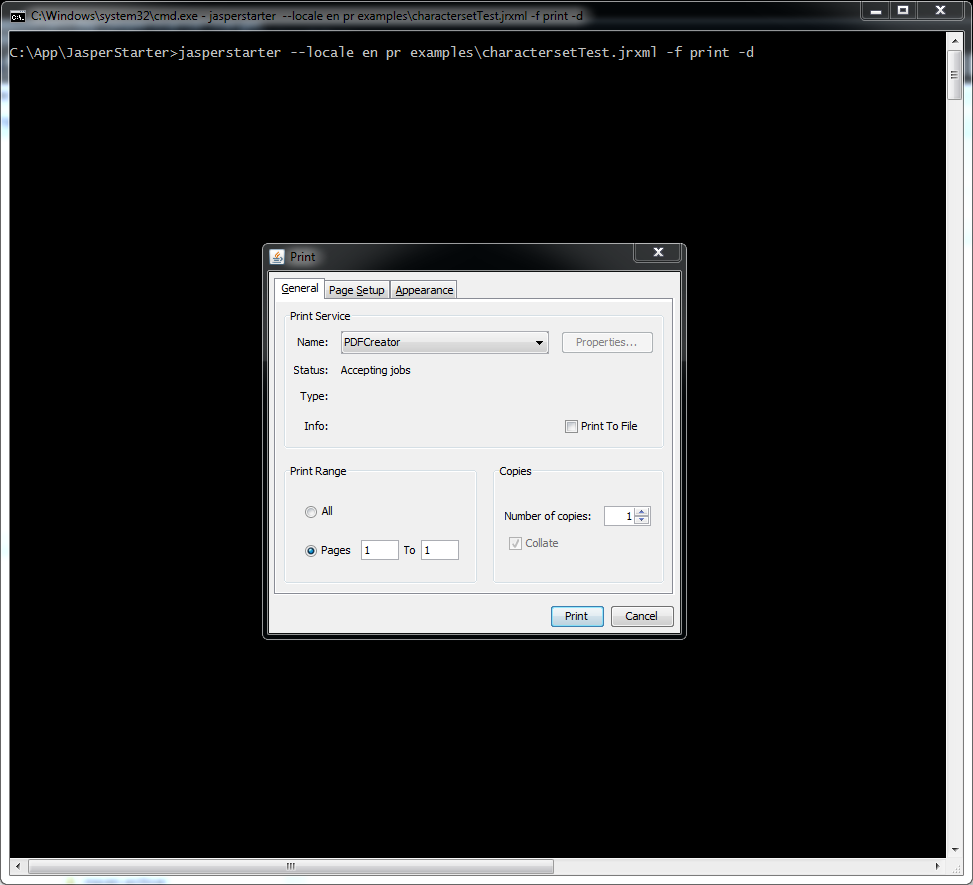 C:\Windows\system32\cmd.exe - jasperstarter --locale en pr examples\charactersetTest.jrxml -f print -d
C:\App\JasperStarter>jasperstarter --locale en pr examples\charactersetTest.jrxml -f print -d
Print
General Page Setup Appearance
Print Service
Name: PDFCreator Properties...
Status: Accepting jobs
Type:
Info: Print To File
Print Range Copies
All
Number of copies: 1
Pages 1 To 1
Collate
Print Cancel